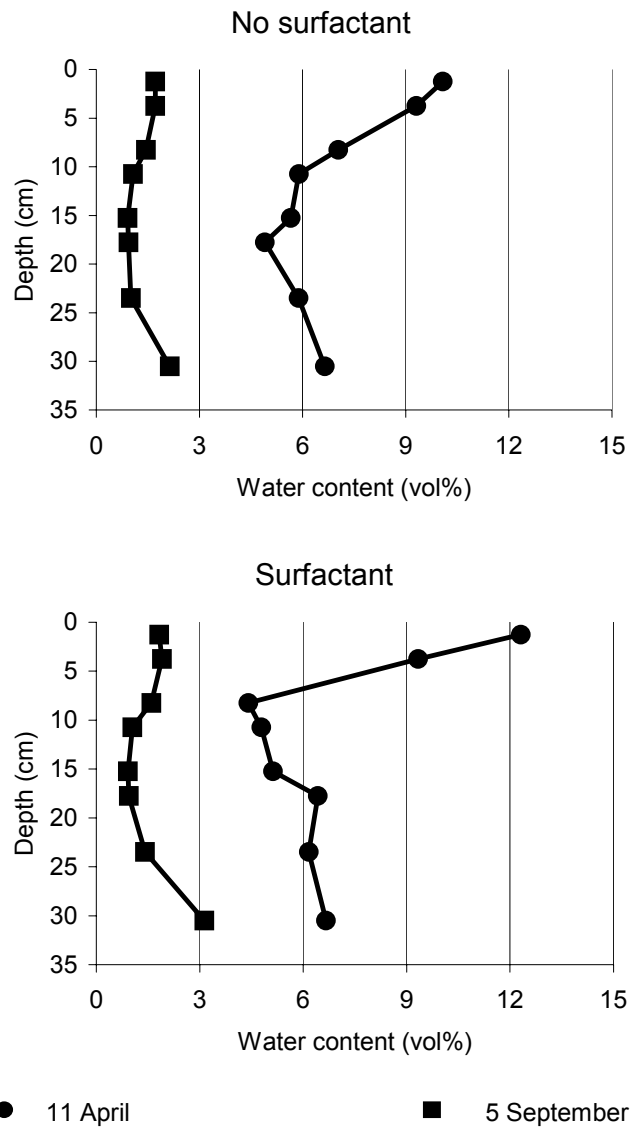 No surfactant
0
5
10
15
20
25
30
35
Depth (cm)
0 3 6 9 12 15
Water content (vol%)
Surfactant
0
5
10
15
20
25
30
35
Depth (cm)
0 3 6 9 12 15
Water content (vol%)
11 April 5 September